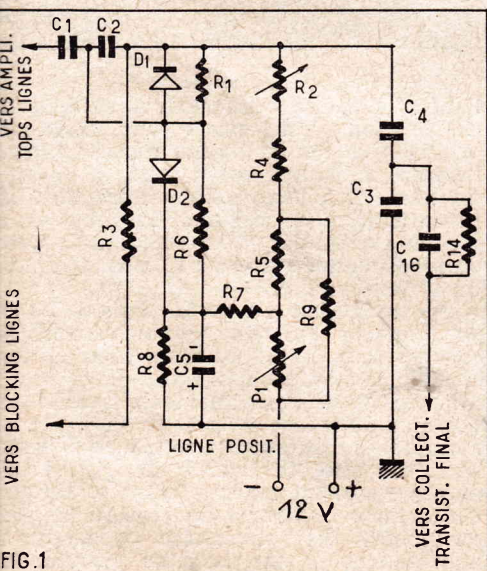 C1
C2
VERS AMPLI.
TOPS LIGNES
D1
R1
R2
C4
R4
D2
C3
R3
R6
R5
C
16
R14
R7
R9
VERS BLOCKING LIGNES
R8
C5
-
+
P1
LIGNE POSIT.
- +
12 V
VERS COLLECT.
TRANSIST. FINAL
FIG.1